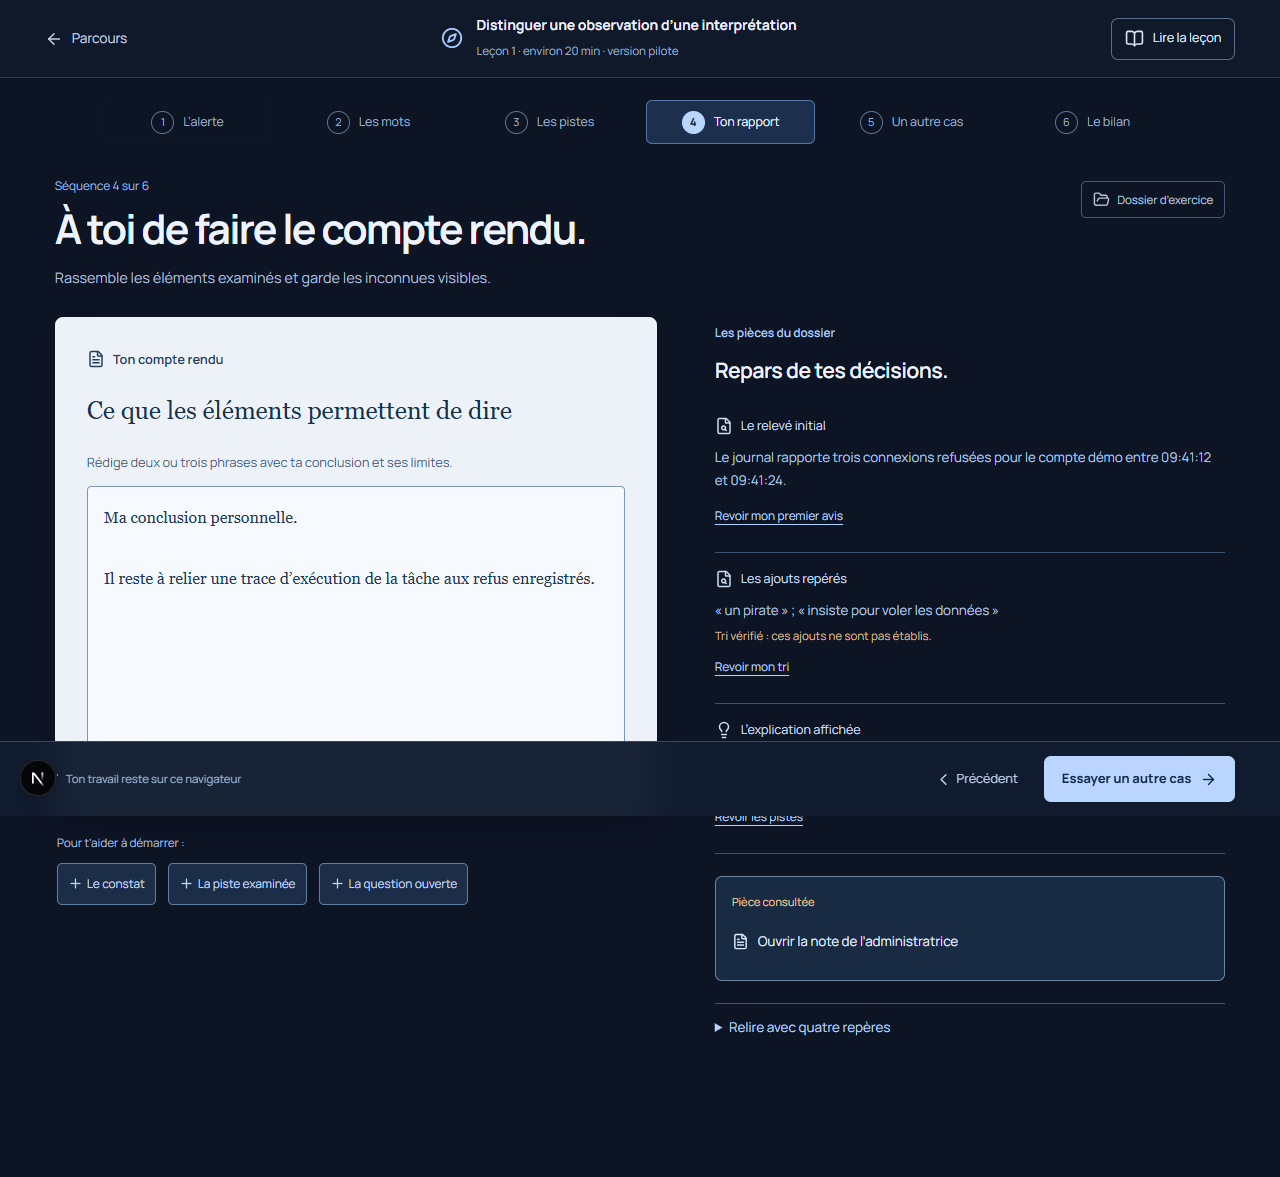 Parcours
Distinguer une observation d'une interprétation
Leçon 1 · environ 20 min · version pilote
Lire la leçon
1 L'alerte
2 Les mots
3 Les pistes
4 Ton rapport
5 Un autre cas
6 Le bilan
Séquence 4 sur 6
Dossier d'exercice
À toi de faire le compte rendu.
Rassemble les éléments examinés et garde les inconnues visibles.
Ton compte rendu
Ce que les éléments permettent de dire
Rédige deux ou trois phrases avec ta conclusion et ses limites.
Ma conclusion personnelle.
Il reste à relier une trace d'exécution de la tâche aux refus enregistrés.
Les pièces du dossier
Repars de tes décisions.
Le relevé initial
Le journal rapporte trois connexions refusées pour le compte démo entre 09:41:12
et 09:41:24.
Revoir mon premier avis
Les ajouts repérés
« un pirate » ; « insiste pour voler les données »
Tri vérifié : ces ajouts ne sont pas établis.
Revoir mon tri
L'explication affichée
N
Ton travail reste sur ce navigateur
Précédent
Essayer un autre cas
Revoir les pistes
Pour t'aider à démarrer :
Le constat
La piste examinée
La question ouverte
Pièce consultée
Ouvrir la note de l'administratrice
Relire avec quatre repères